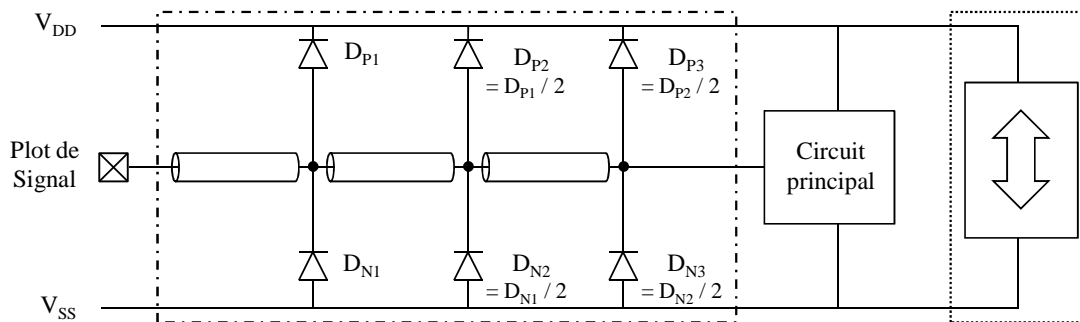 V_DD
D_P1
D_P2
= D_P1 / 2
D_P3
= D_P2 / 2
Plot de
Signal
Circuit
principal
D_N1
D_N2
= D_N1 / 2
D_N3
= D_N2 / 2
V_SS